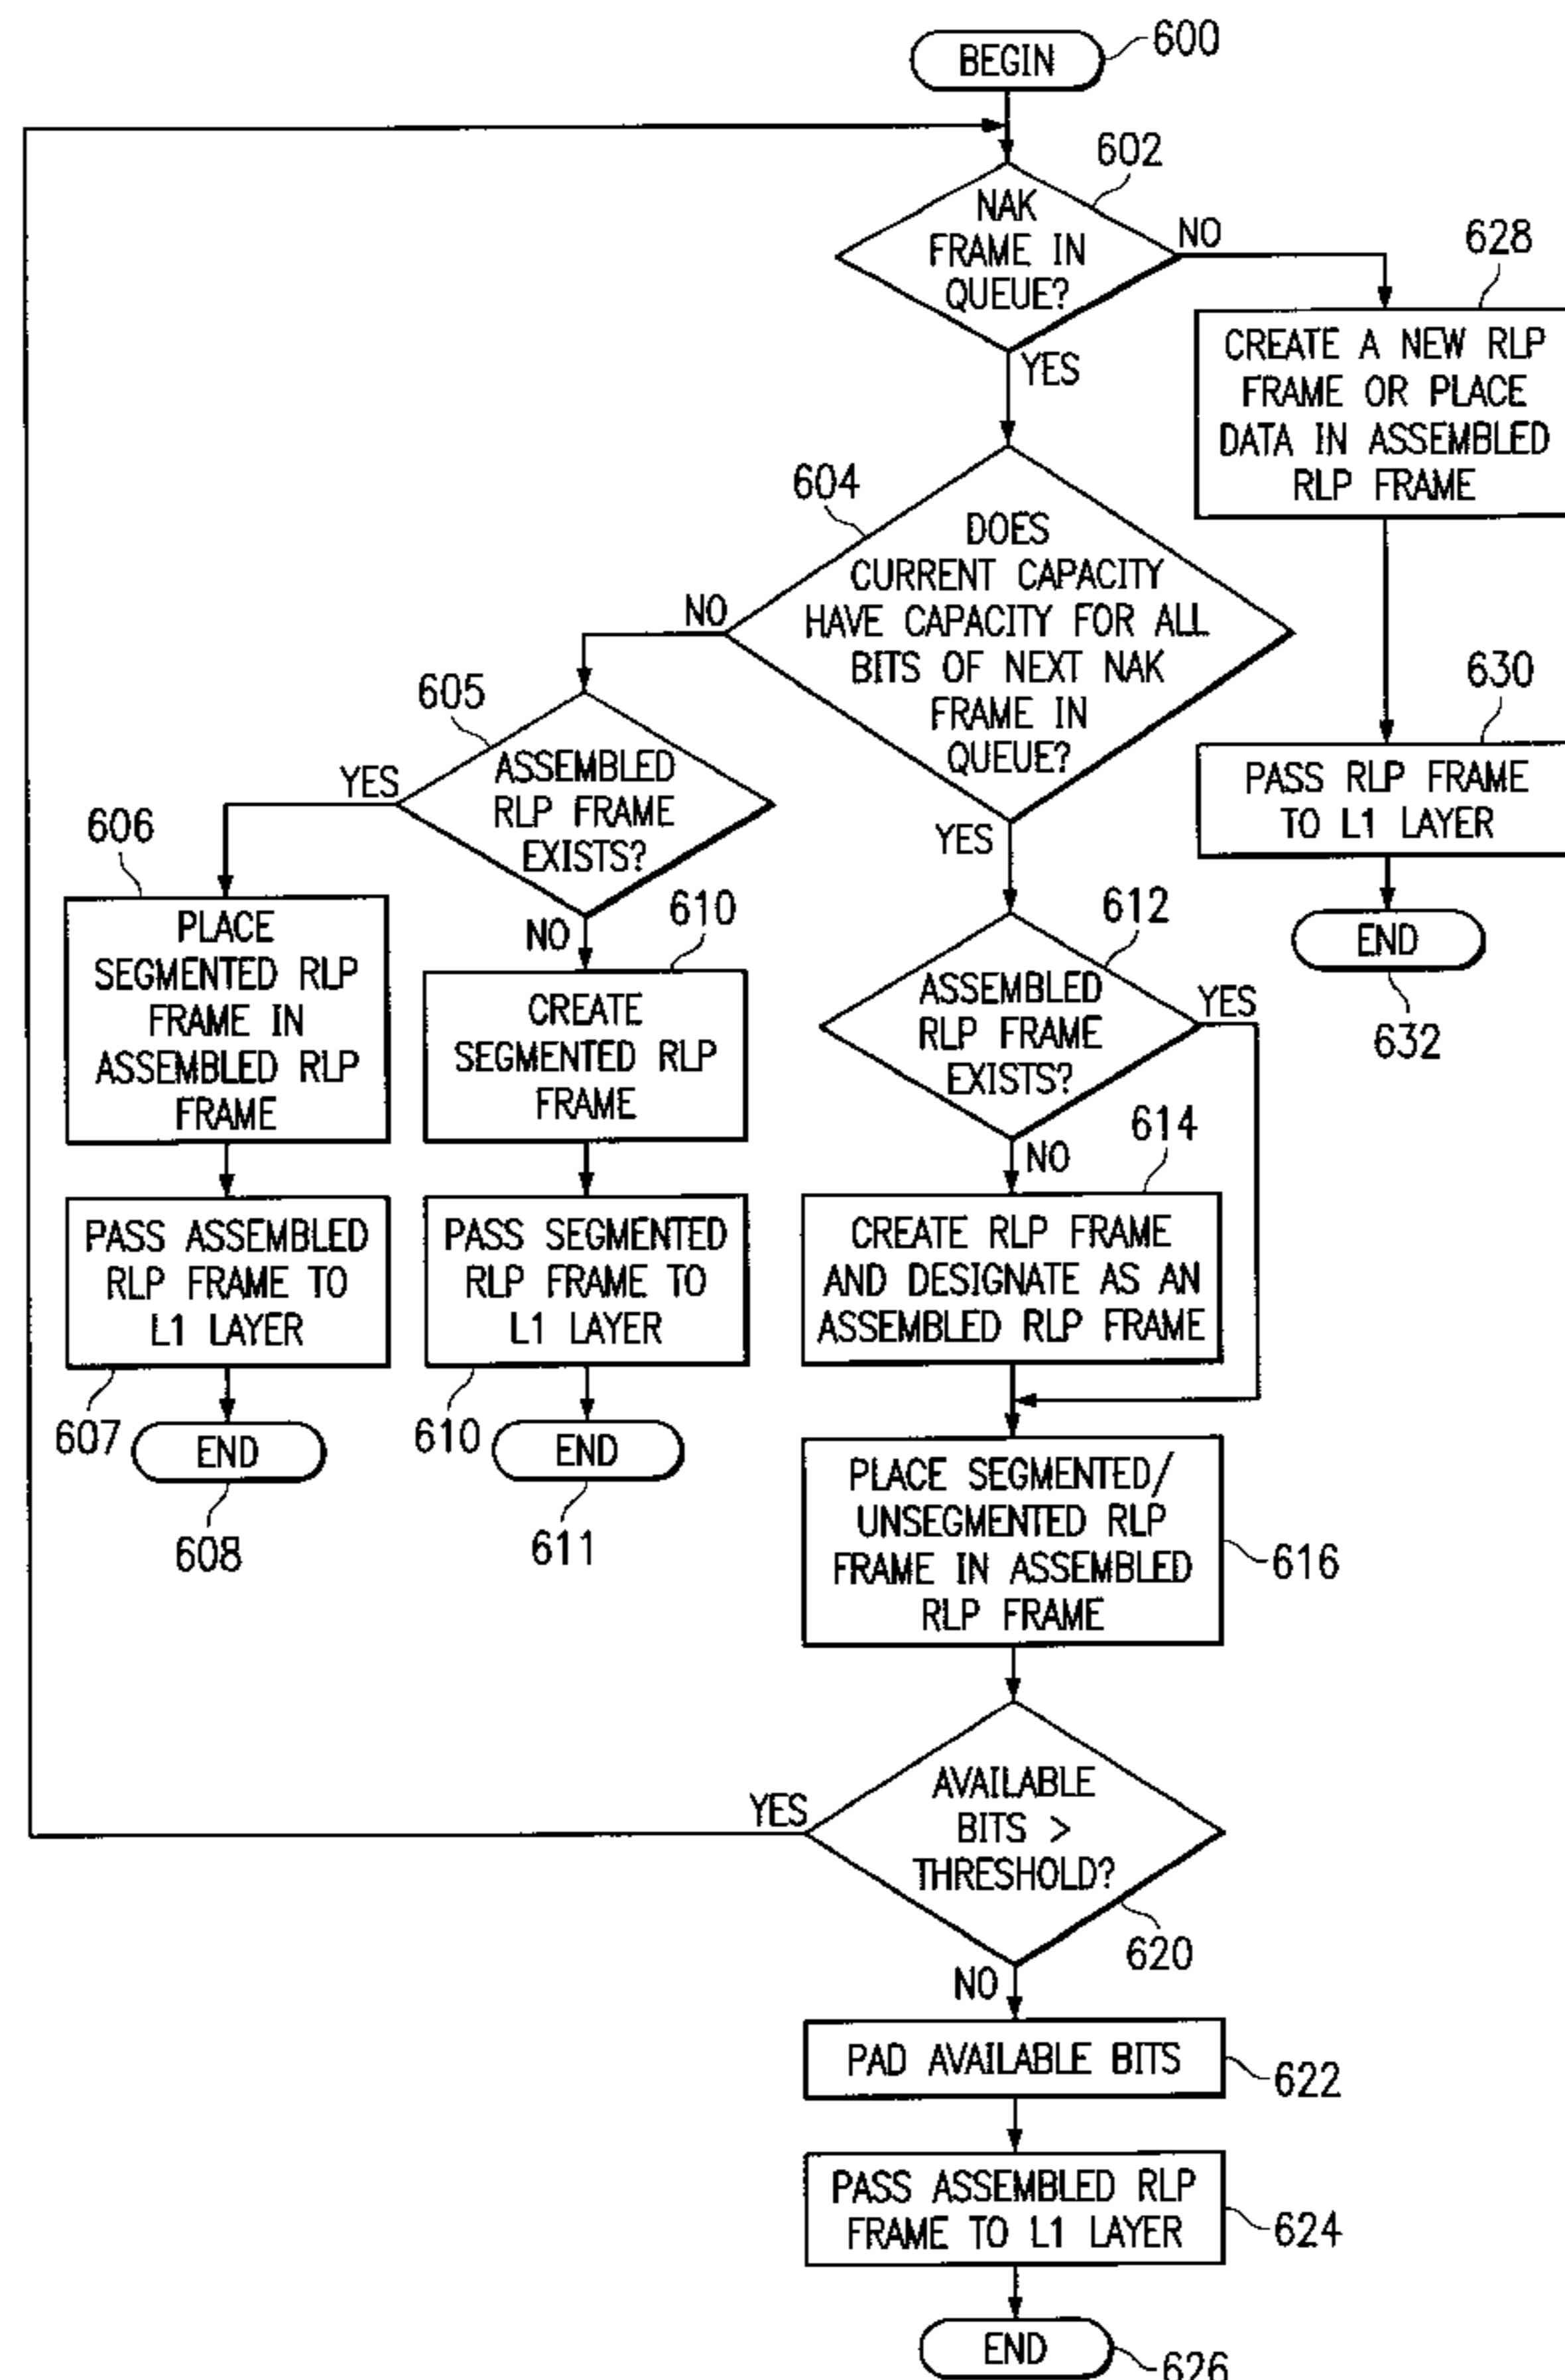 BEGIN
600
602
NAK
FRAME IN
QUEUE?
NO
YES
628
CREATE A NEW RLP
FRAME OR PLACE
DATA IN ASSEMBLED
RLP FRAME
604
DOES
CURRENT CAPACITY
HAVE CAPACITY FOR ALL
BITS OF NEXT NAK
FRAME IN
QUEUE?
NO
YES
630
PASS RLP FRAME
TO L1 LAYER
END
632
605
ASSEMBLED
RLP FRAME
EXISTS?
YES
NO
606
PLACE
SEGMENTED RLP
FRAME IN
ASSEMBLED RLP
FRAME
610
CREATE
SEGMENTED RLP
FRAME
612
ASSEMBLED
RLP FRAME
EXISTS?
YES
NO
614
PASS ASSEMBLED
RLP FRAME TO
L1 LAYER
607
END
608
PASS SEGMENTED
RLP FRAME TO
L1 LAYER
610
END
611
CREATE RLP FRAME
AND DESIGNATE AS AN
ASSEMBLED RLP FRAME
PLACE SEGMENTED/
UNSEGMENTED RLP
FRAME IN ASSEMBLED
RLP FRAME
616
AVAILABLE
BITS >
THRESHOLD?
YES
620
NO
PAD AVAILABLE BITS
622
PASS ASSEMBLED RLP
FRAME TO L1 LAYER
624
END
626